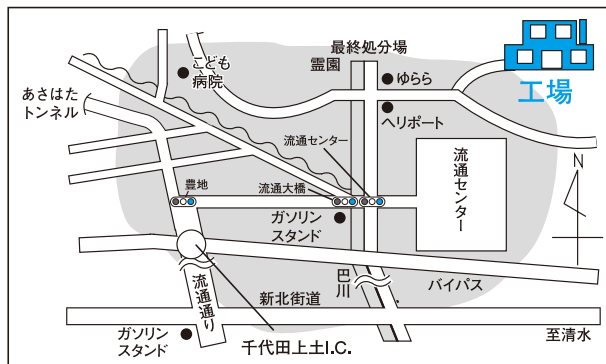 最終処分場
霊園
こども
病院
ゆらら
工場
あさはた
トンネル
ヘリポート
流通センター
豊地
流通大橋
流通センター
N
ガソリン
スタンド
流通通り
巴川
バイパス
新北街道
ガソリン
スタンド
千代田上土I.C.
至清水